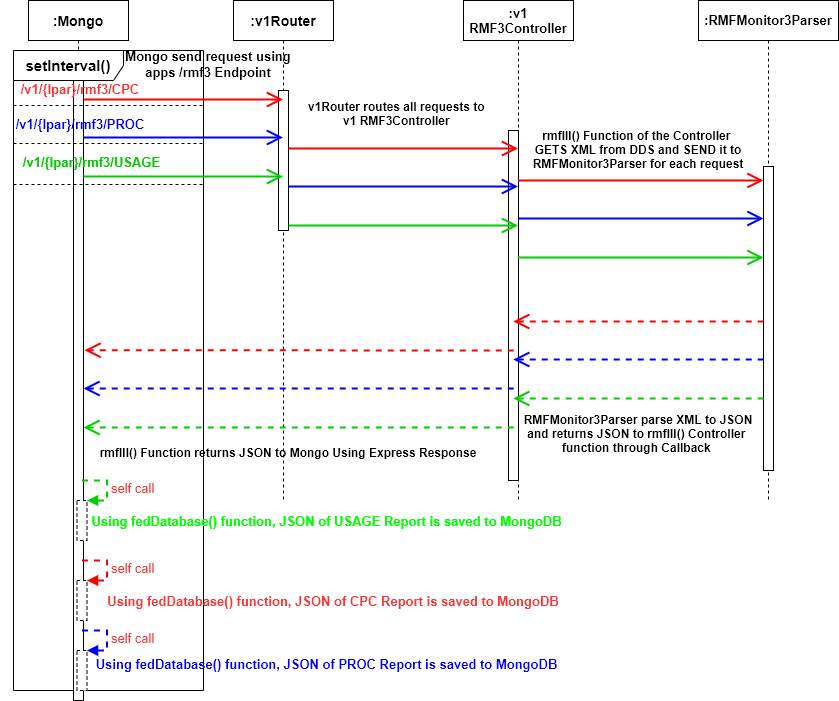 :Mongo
:v1Router
:v1
RMF3Controller
:RMFMonitor3Parser
setInterval()
Mongo send request using
apps /rmf3 Endpoint
/v1/{lpar}/rmf3/CPC
v1Router routes all requests to
v1 RMF3Controller
/v1/{lpar}/rmf3/PROC
rmfIII() Function of the Controller
GETS XML from DDS and SEND it to
RMFMonitor3Parser for each request
/v1/{lpar}/rmf3/USAGE
RMFMonitor3Parser parse XML to JSON
and returns JSON to rmfIII() Controller
function through Callback
rmfIII() Function returns JSON to Mongo Using Express Response
self call
Using fedDatabase() function, JSON of USAGE Report is saved to MongoDB
self call
Using fedDatabase() function, JSON of CPC Report is saved to MongoDB
self call
Using fedDatabase() function, JSON of PROC Report is saved to MongoDB